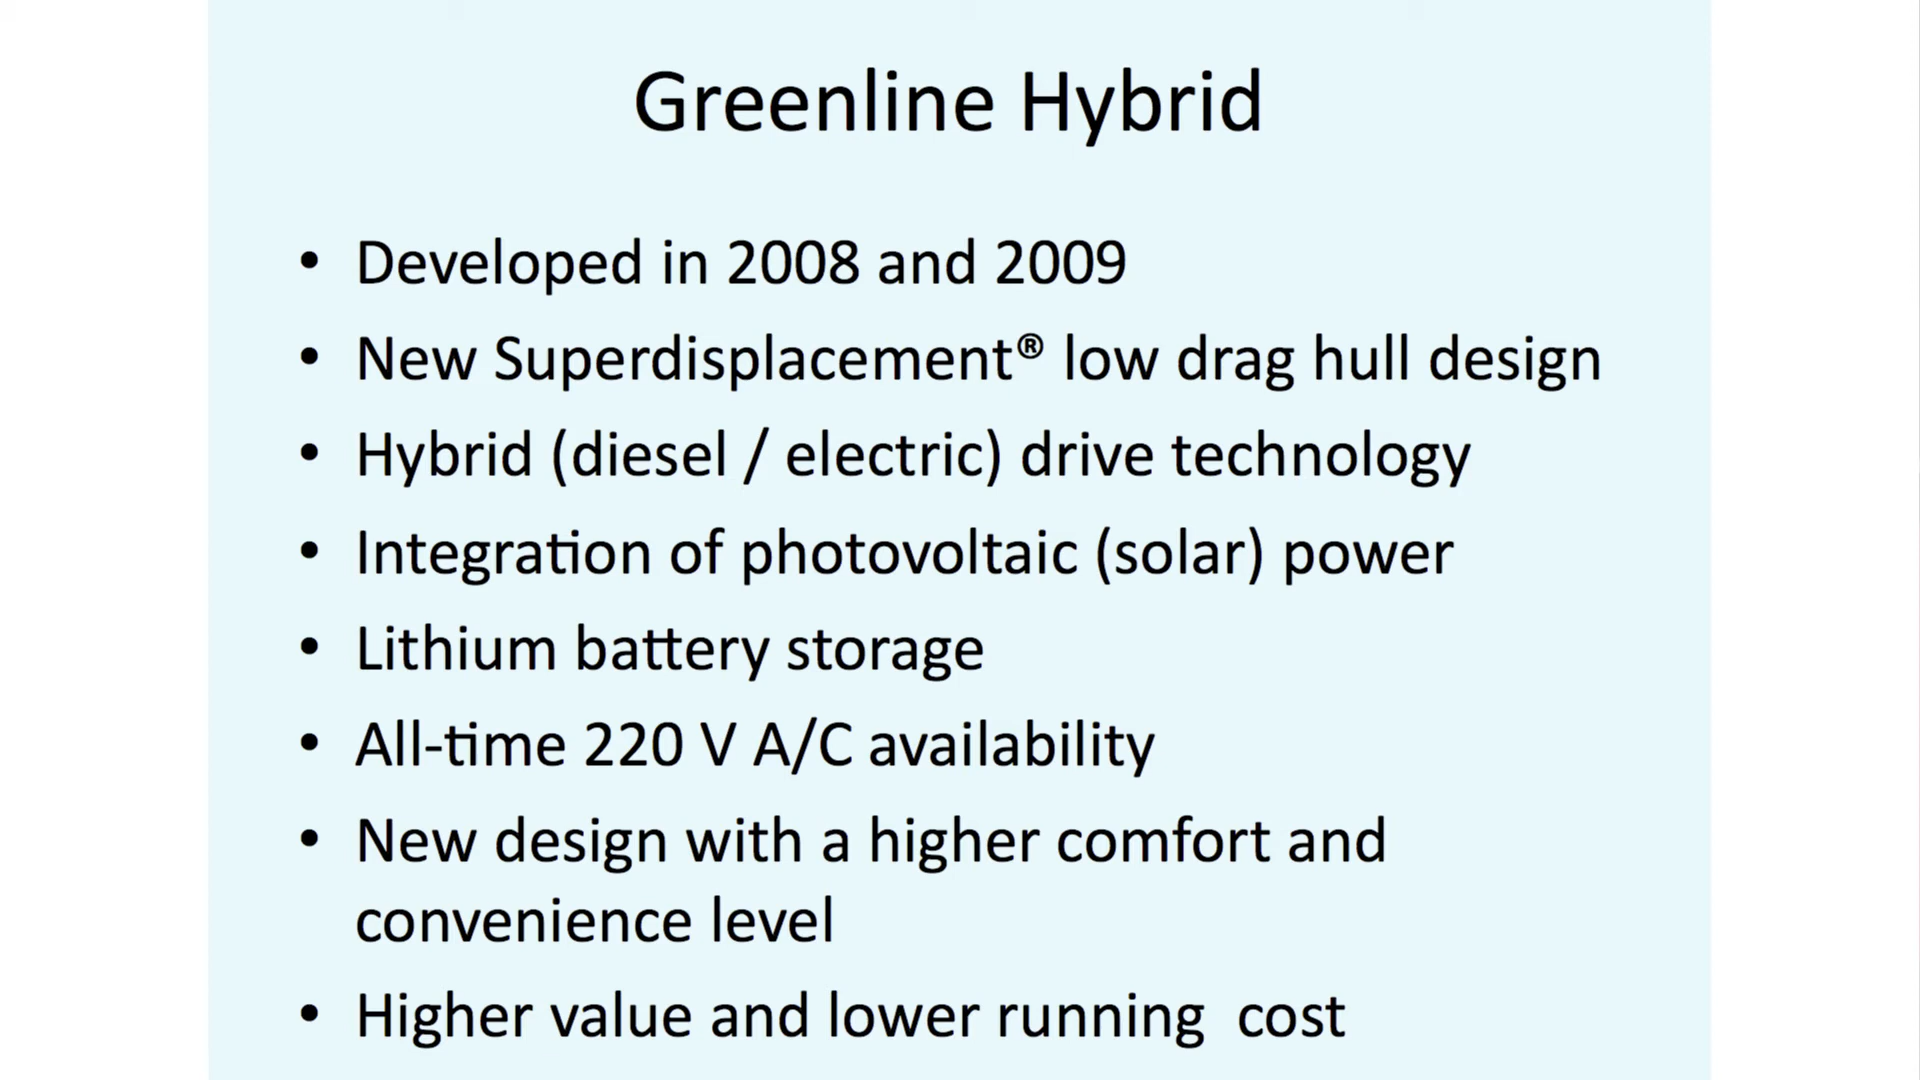 Greenline Hybrid
• Developed in 2008 and 2009
• New Superdisplacement® low drag hull design
• Hybrid (diesel / electric) drive technology
• Integration of photovoltaic (solar) power
• Lithium battery storage
• All-time 220 V A/C availability
• New design with a higher comfort and
convenience level
• Higher value and lower running  cost